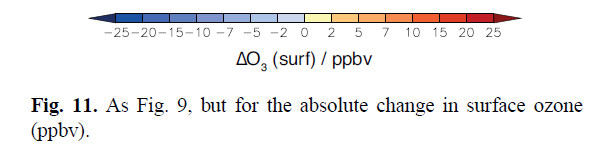 -25-20-15-10 -7 -5 -2 0 2 5 7 10 15 20 25
ΔO₃ (surf) / ppbv
Fig. 11. As Fig. 9, but for the absolute change in surface ozone
(ppbv).